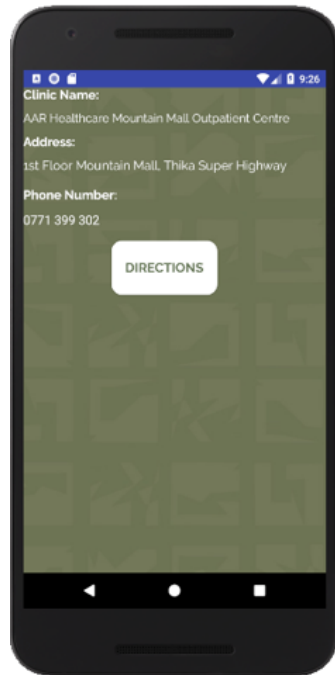 9:26
Clinic Name:
AAR Healthcare Mountain Mall Outpatient Centre
Address:
1st Floor Mountain Mall, Thika Super Highway
Phone Number:
0771 399 302
DIRECTIONS